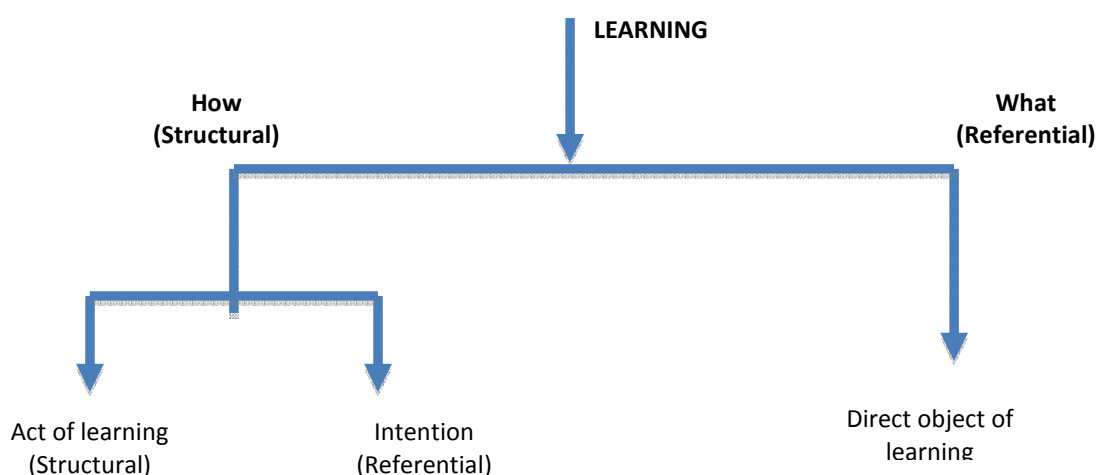 LEARNING
How
(Structural)
What
(Referential)
Act of learning
(Structural)
Intention
(Referential)
Direct object of
learning